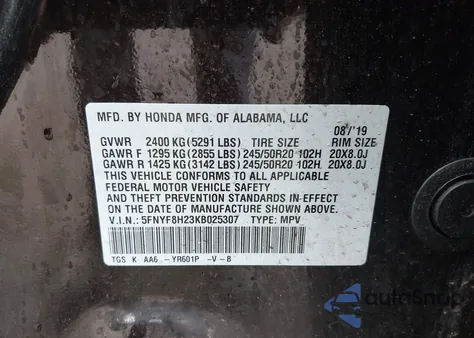 MFD. BY HONDA MFG. OF ALABAMA, LLC 08/'19
GVWR 2400 KG(5291 LBS) TIRE SIZE RIM SIZE
GAWR F 1295 KG(2855 LBS) 245/50R20 102H 20X8.0J
GAWR R 1425 KG(3142 LBS) 245/50R20 102H 20X8.0J
THIS VEHICLE CONFORMS TO ALL APPLICABLE
FEDERAL MOTOR VEHICLE SAFETY
AND THEFT PREVENTION STANDARDS IN EFFECT
ON THE DATE OF MANUFACTURE SHOWN ABOVE.
V.I.N.: 5FNYF8H23KB025307 TYPE: MPV
TGS K AA6 -YR601P -V-B
autoSnap